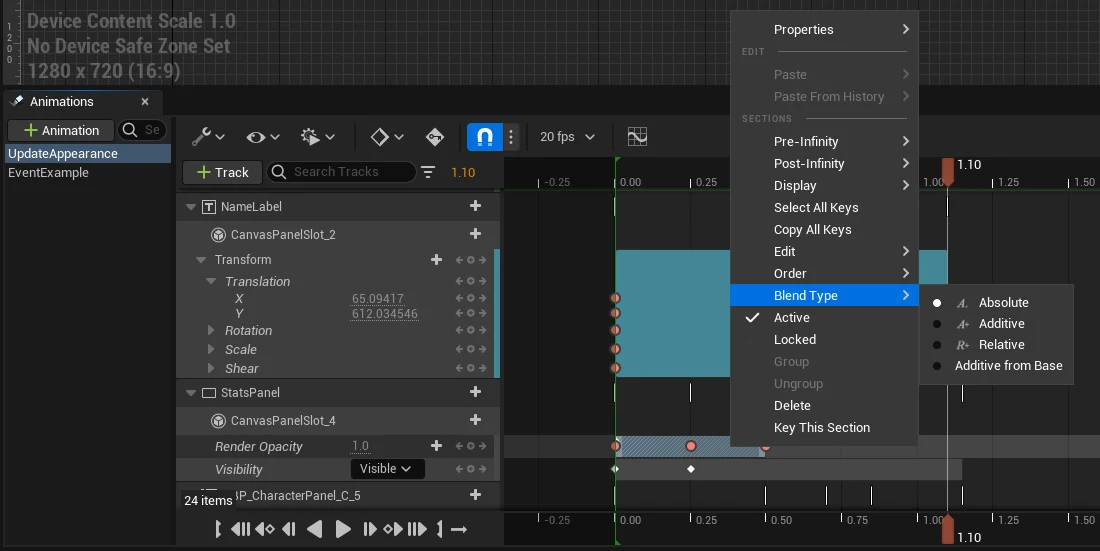 Device Content Scale 1.0
No Device Safe Zone Set
1280 x 720 (16:9)
1
2
0
0
Animations
Animation
Se
UpdateAppearance
EventExample
20 fps
Track
Search Tracks
1.10
-0.25
0.00
0.25
1.00
1.10
1.50
NameLabel
CanvasPanelSlot_2
Transform
Translation
X 65.09417
Y 612.034546
Rotation
Scale
Shear
StatsPanel
CanvasPanelSlot_4
Render Opacity 1.0
Visibility Visible
24 items
BP_CharacterPanel_C_5
-0.25 0.00 0.25 0.50 0.75 1.00 1.25 1.50
1.10
Properties
EDIT
Paste
Paste From History
SECTIONS
Pre-Infinity
Post-Infinity
Display
Select All Keys
Copy All Keys
Edit
Order
Blend Type
Active
Locked
Group
Ungroup
Delete
Key This Section
A. Absolute
A+ Additive
R+ Relative
Additive from Base